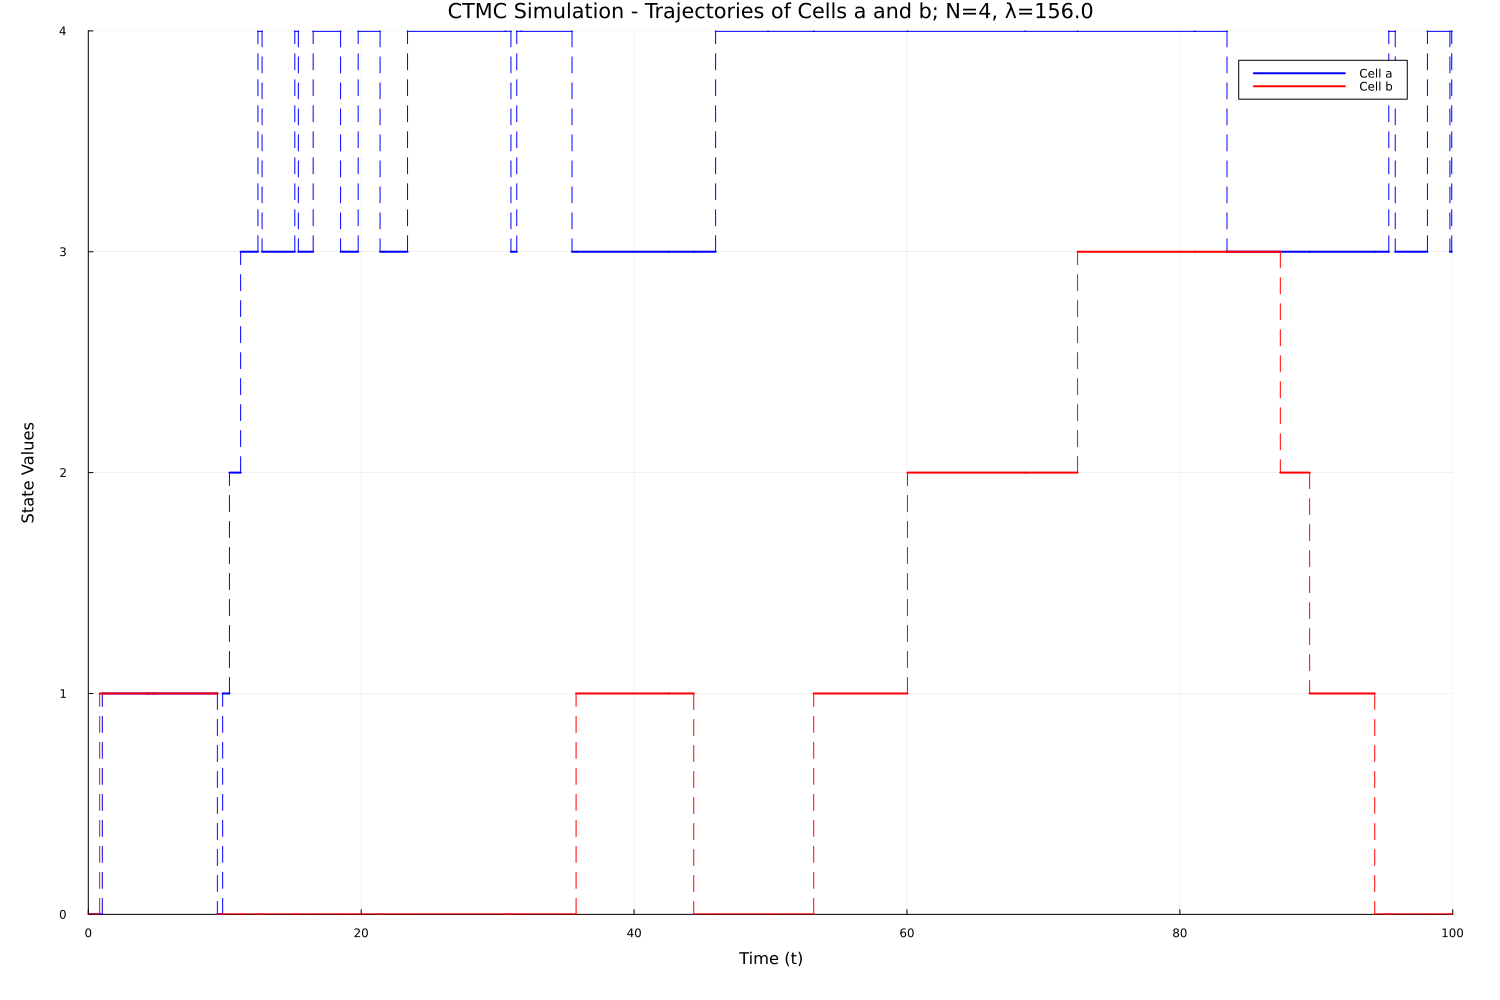 CTMC Simulation - Trajectories of Cells a and b; N=4, λ=156.0
4
Cell a
Cell b
3
State Values
2
1
0
0 20 40 60 80 100
Time (t)